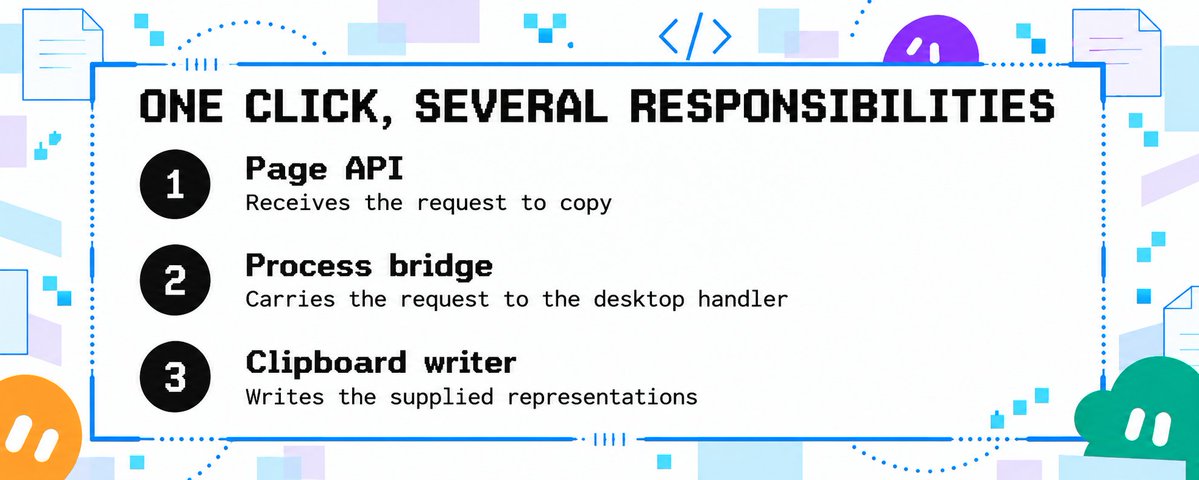 ONE CLICK, SEVERAL RESPONSIBILITIES
1 Page API
Receives the request to copy
2 Process bridge
Carries the request to the desktop handler
3 Clipboard writer
Writes the supplied representations